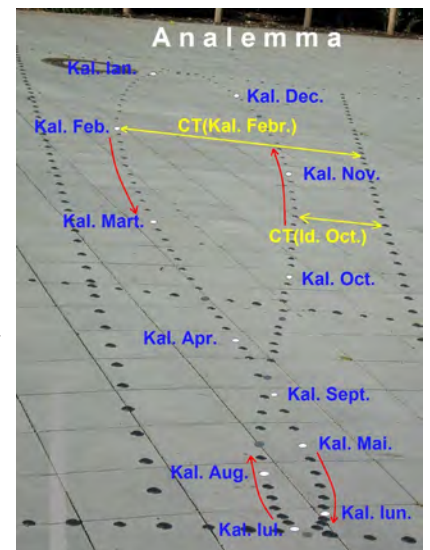 Analemma
Kal. Ian.
Kal. Dec.
Kal. Feb.
CT(Kal. Febr.)
Kal. Nov.
Kal. Mart.
CT(Id. Oct.)
Kal. Oct.
Kal. Apr.
Kal. Sept.
Kal. Mai.
Kal. Aug.
Kal. Iun.
Kal. Iul.